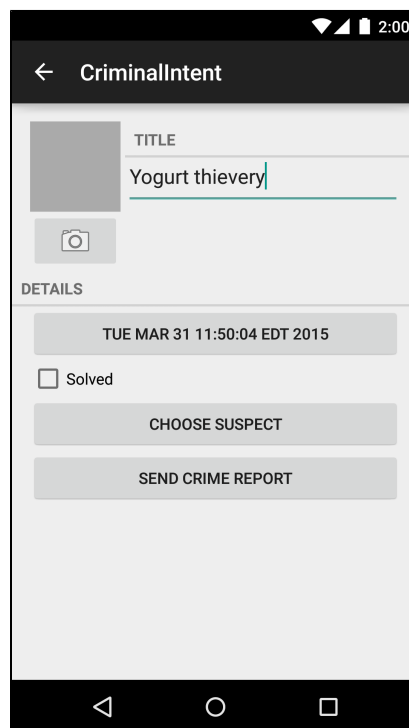 2:00
CriminalIntent
TITLE
Yogurt thievery
DETAILS
TUE MAR 31 11:50:04 EDT 2015
Solved
CHOOSE SUSPECT
SEND CRIME REPORT